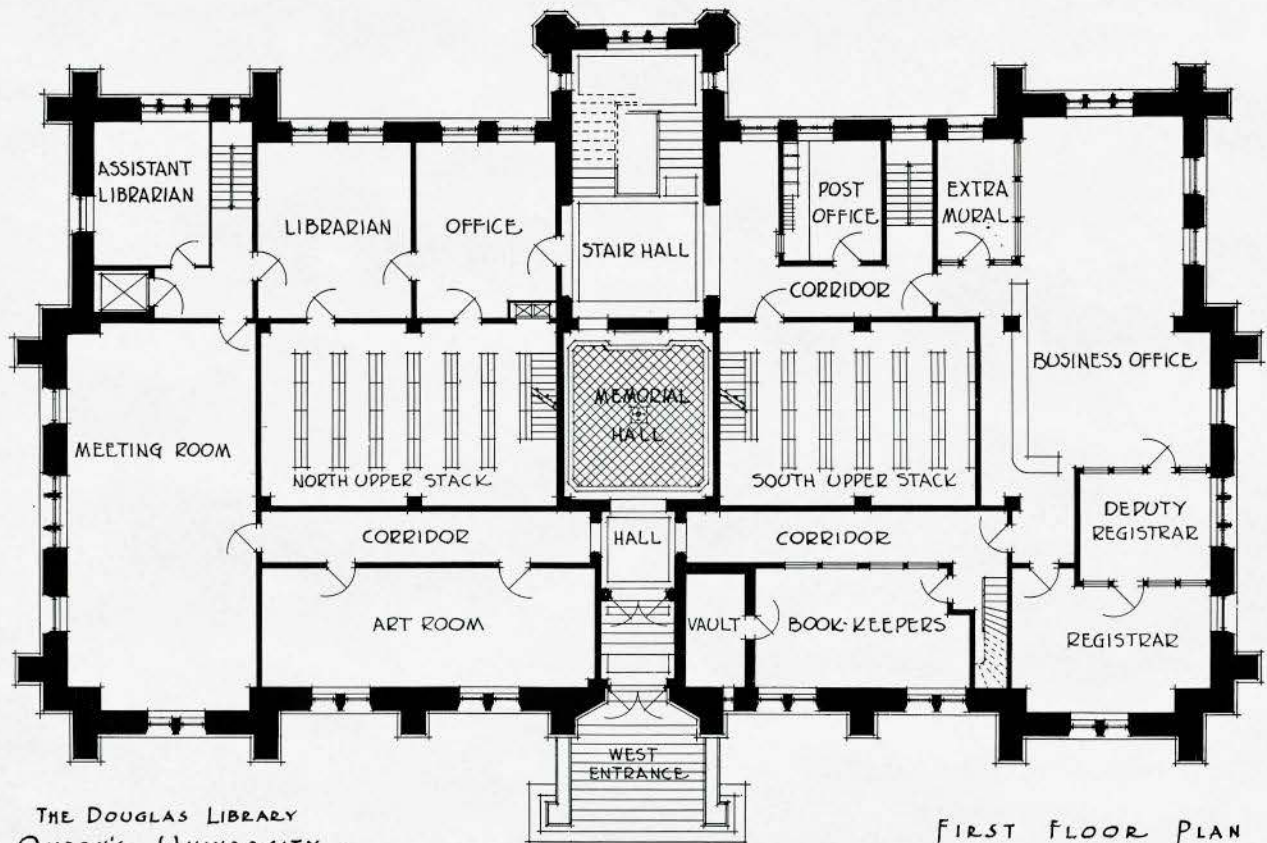 ASSISTANT
LIBRARIAN
LIBRARIAN
OFFICE
STAIR HALL
POST
OFFICE
EXTRA
MURAL
CORRIDOR
BUSINESS OFFICE
MEMORIAL
HALL
MEETING ROOM
NORTH UPPER STACK
SOUTH UPPER STACK
DEPUTY
REGISTRAR
CORRIDOR
HALL
CORRIDOR
ART ROOM
VAULT
BOOK-KEEPERS
REGISTRAR
WEST
ENTRANCE
THE DOUGLAS LIBRARY
QUEEN'S UNIVERSITY
FIRST FLOOR PLAN